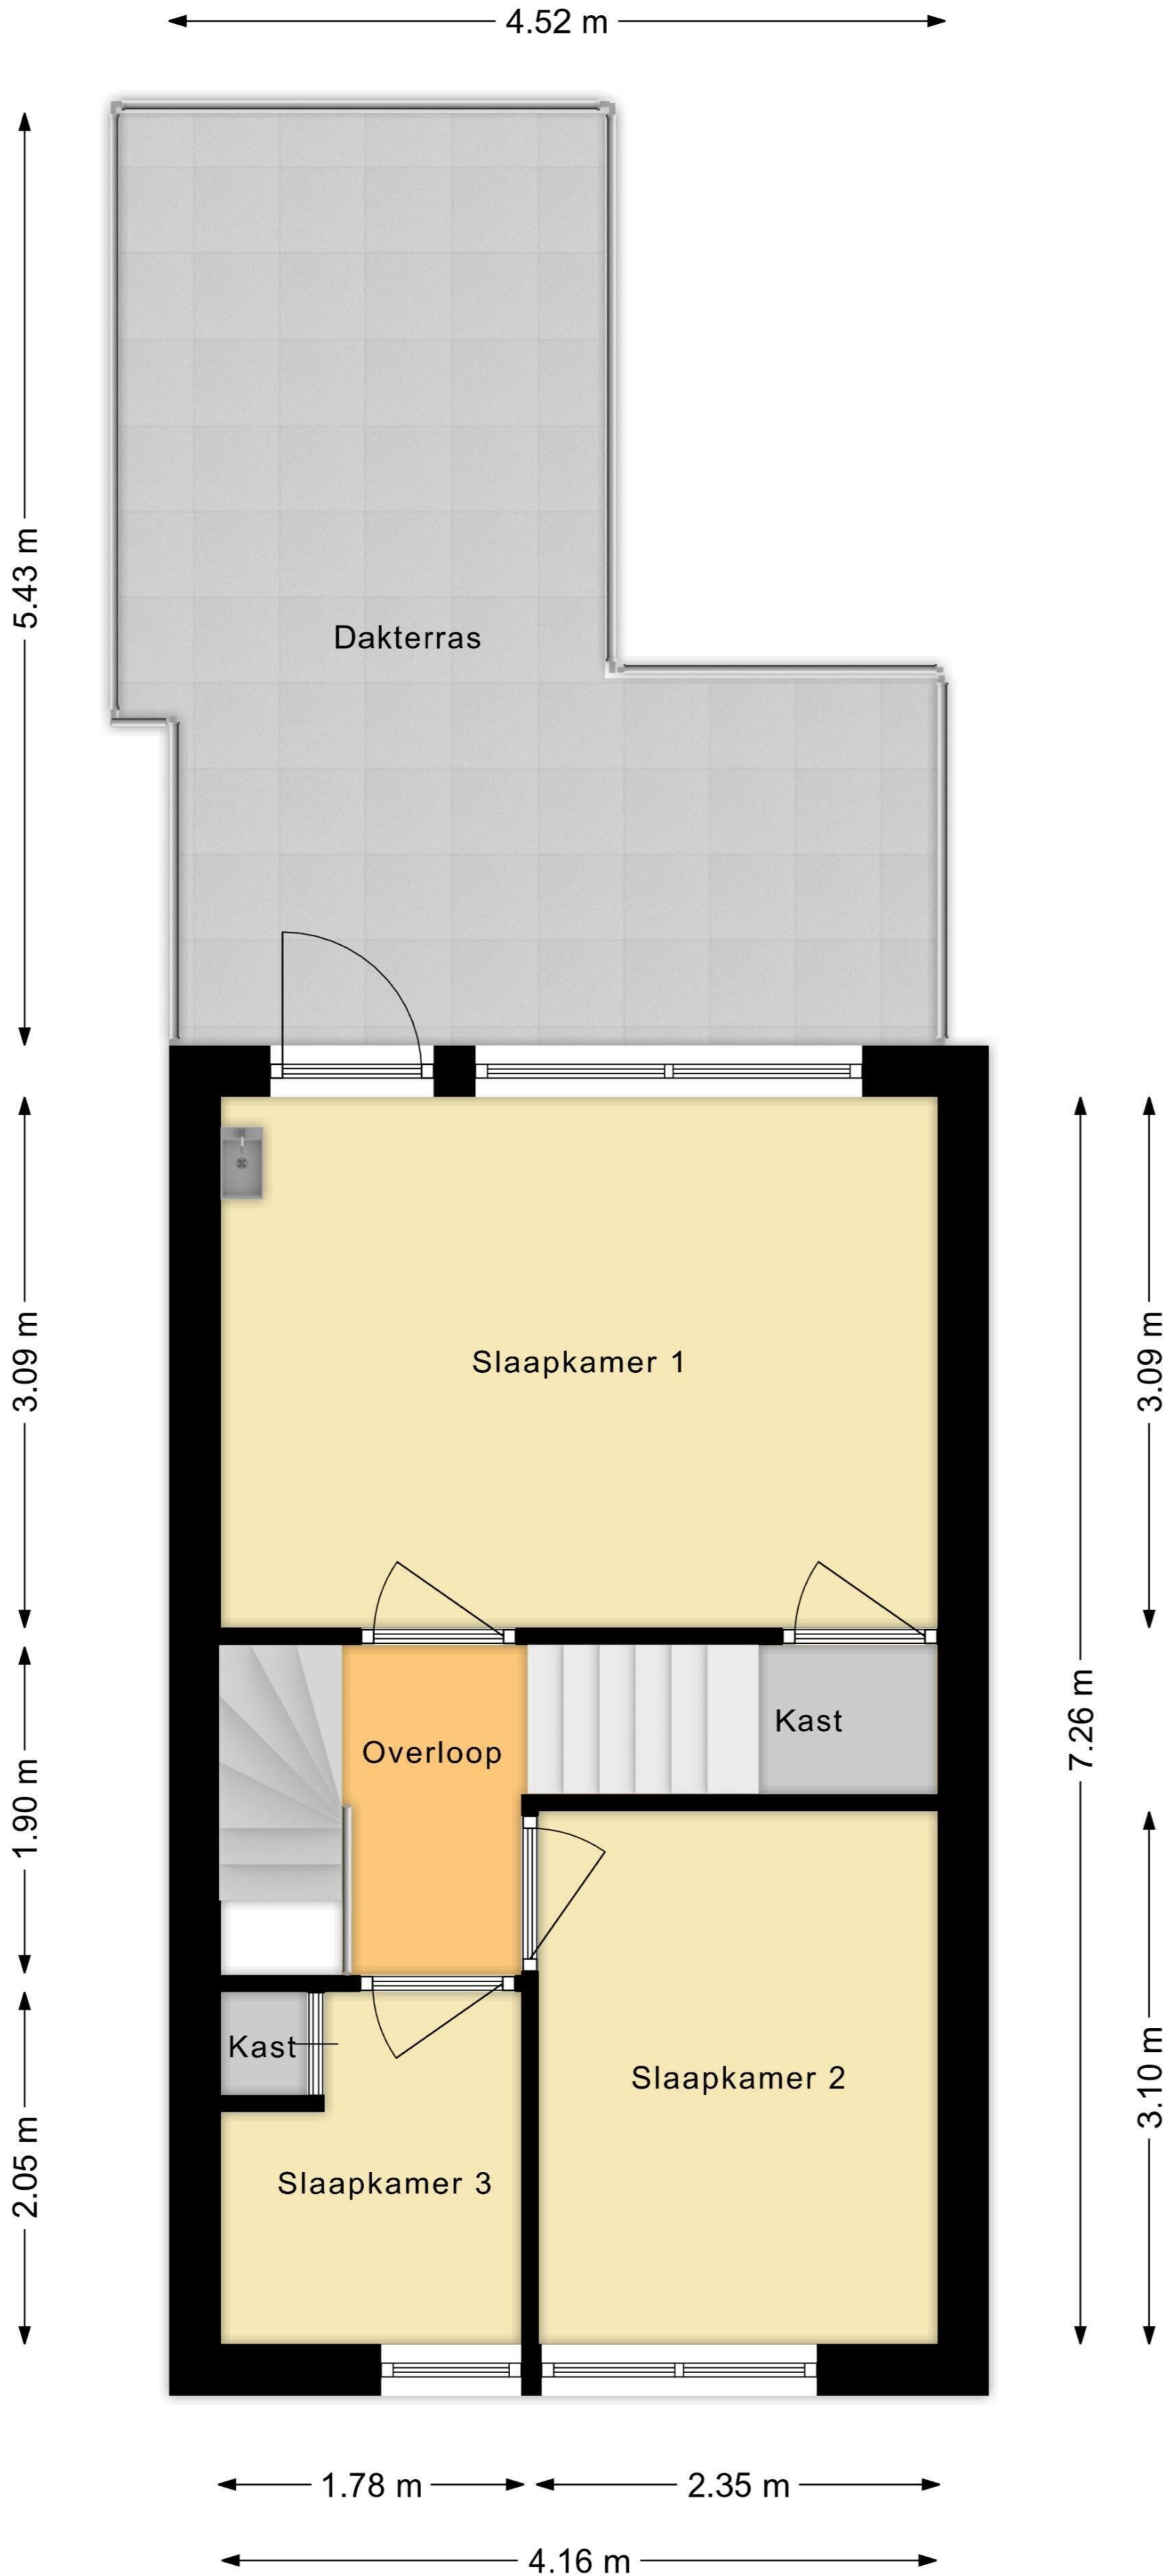 4.52 m
5.43 m
Dakterras
3.09 m
Slaapkamer 1
3.09 m
7.26 m
Overloop
Kast
1.90 m
Kast
Slaapkamer 2
3.10 m
2.05 m
Slaapkamer 3
1.78 m
2.35 m
4.16 m